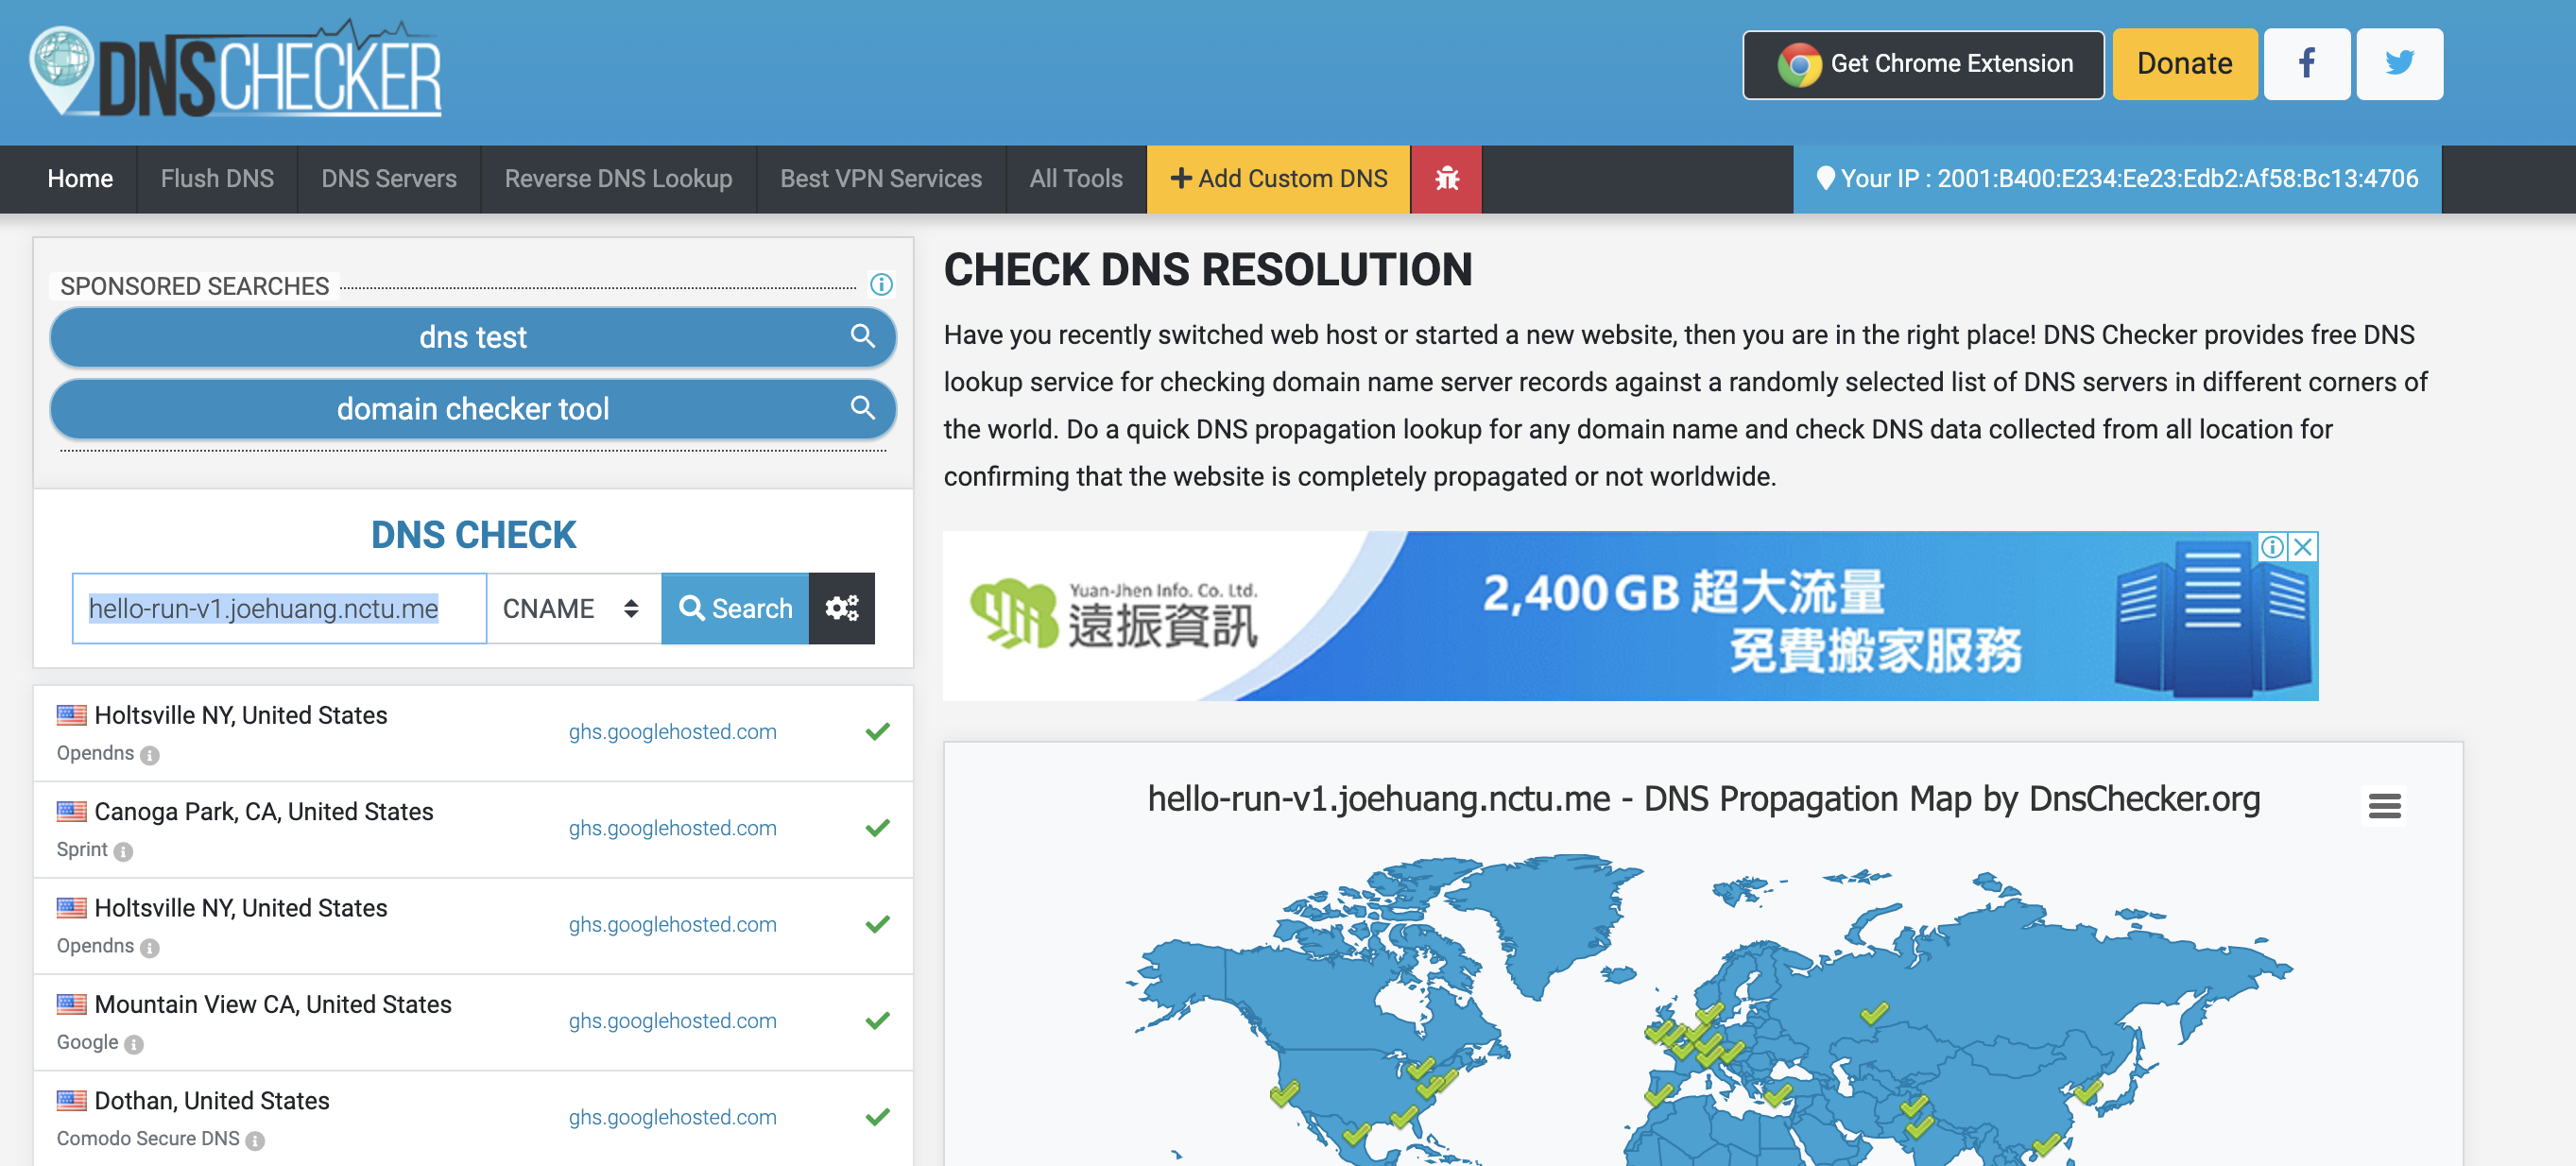 DNSCHECKER
Get Chrome Extension
Donate
Home
Flush DNS
DNS Servers
Reverse DNS Lookup
Best VPN Services
All Tools
+ Add Custom DNS
Your IP : 2001:B400:E234:Ee23:Edb2:Af58:Bc13:4706
SPONSORED SEARCHES
dns test
domain checker tool
DNS CHECK
hello-run-v1.joehuang.nctu.me
CNAME
Search
Holtsville NY, United States
Opendns
ghs.googlehosted.com
Canoga Park, CA, United States
Sprint
ghs.googlehosted.com
Holtsville NY, United States
Opendns
ghs.googlehosted.com
Mountain View CA, United States
Google
ghs.googlehosted.com
Dothan, United States
Comodo Secure DNS
ghs.googlehosted.com
CHECK DNS RESOLUTION
Have you recently switched web host or started a new website, then you are in the right place! DNS Checker provides free DNS
lookup service for checking domain name server records against a randomly selected list of DNS servers in different corners of
the world. Do a quick DNS propagation lookup for any domain name and check DNS data collected from all location for
confirming that the website is completely propagated or not worldwide.
Yuan-Jhen Info. Co. Ltd.
遠振資訊
2,400GB 超大流量
免費搬家服務
hello-run-v1.joehuang.nctu.me - DNS Propagation Map by DnsChecker.org